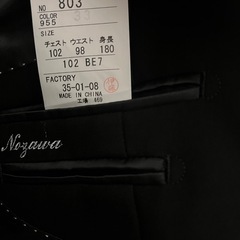 NO 803
COLOR
955 33
SIZE
チェスト ウエスト 身長
102 98 180
102 BE7
FACTORY
35-01-08
MADE IN CHINA
Nozawa